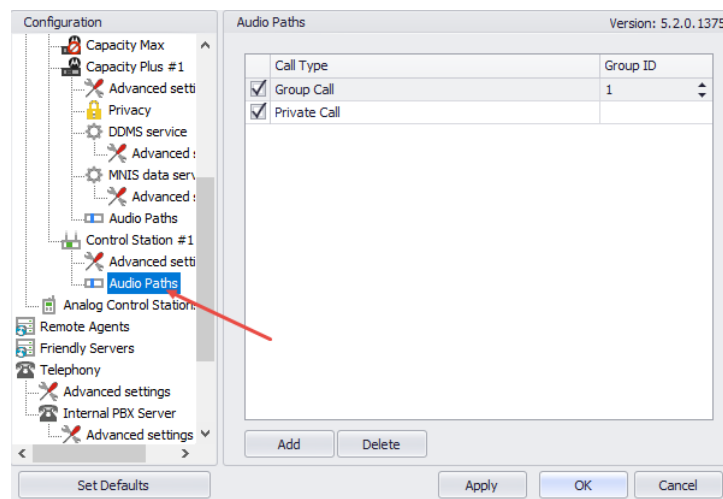 Configuration
Capacity Max
Capacity Plus #1
Advanced setti
Privacy
DDMS service
Advanced s
MNIS data serv
Advanced s
Audio Paths
Control Station #1
Advanced setti
Audio Paths
Analog Control Station
Remote Agents
Friendly Servers
Telephony
Advanced settings
Internal PBX Server
Advanced settings
Set Defaults
Audio Paths Version: 5.2.0.1375
Call Type Group ID
Group Call 1
Private Call
Add Delete
Apply OK Cancel